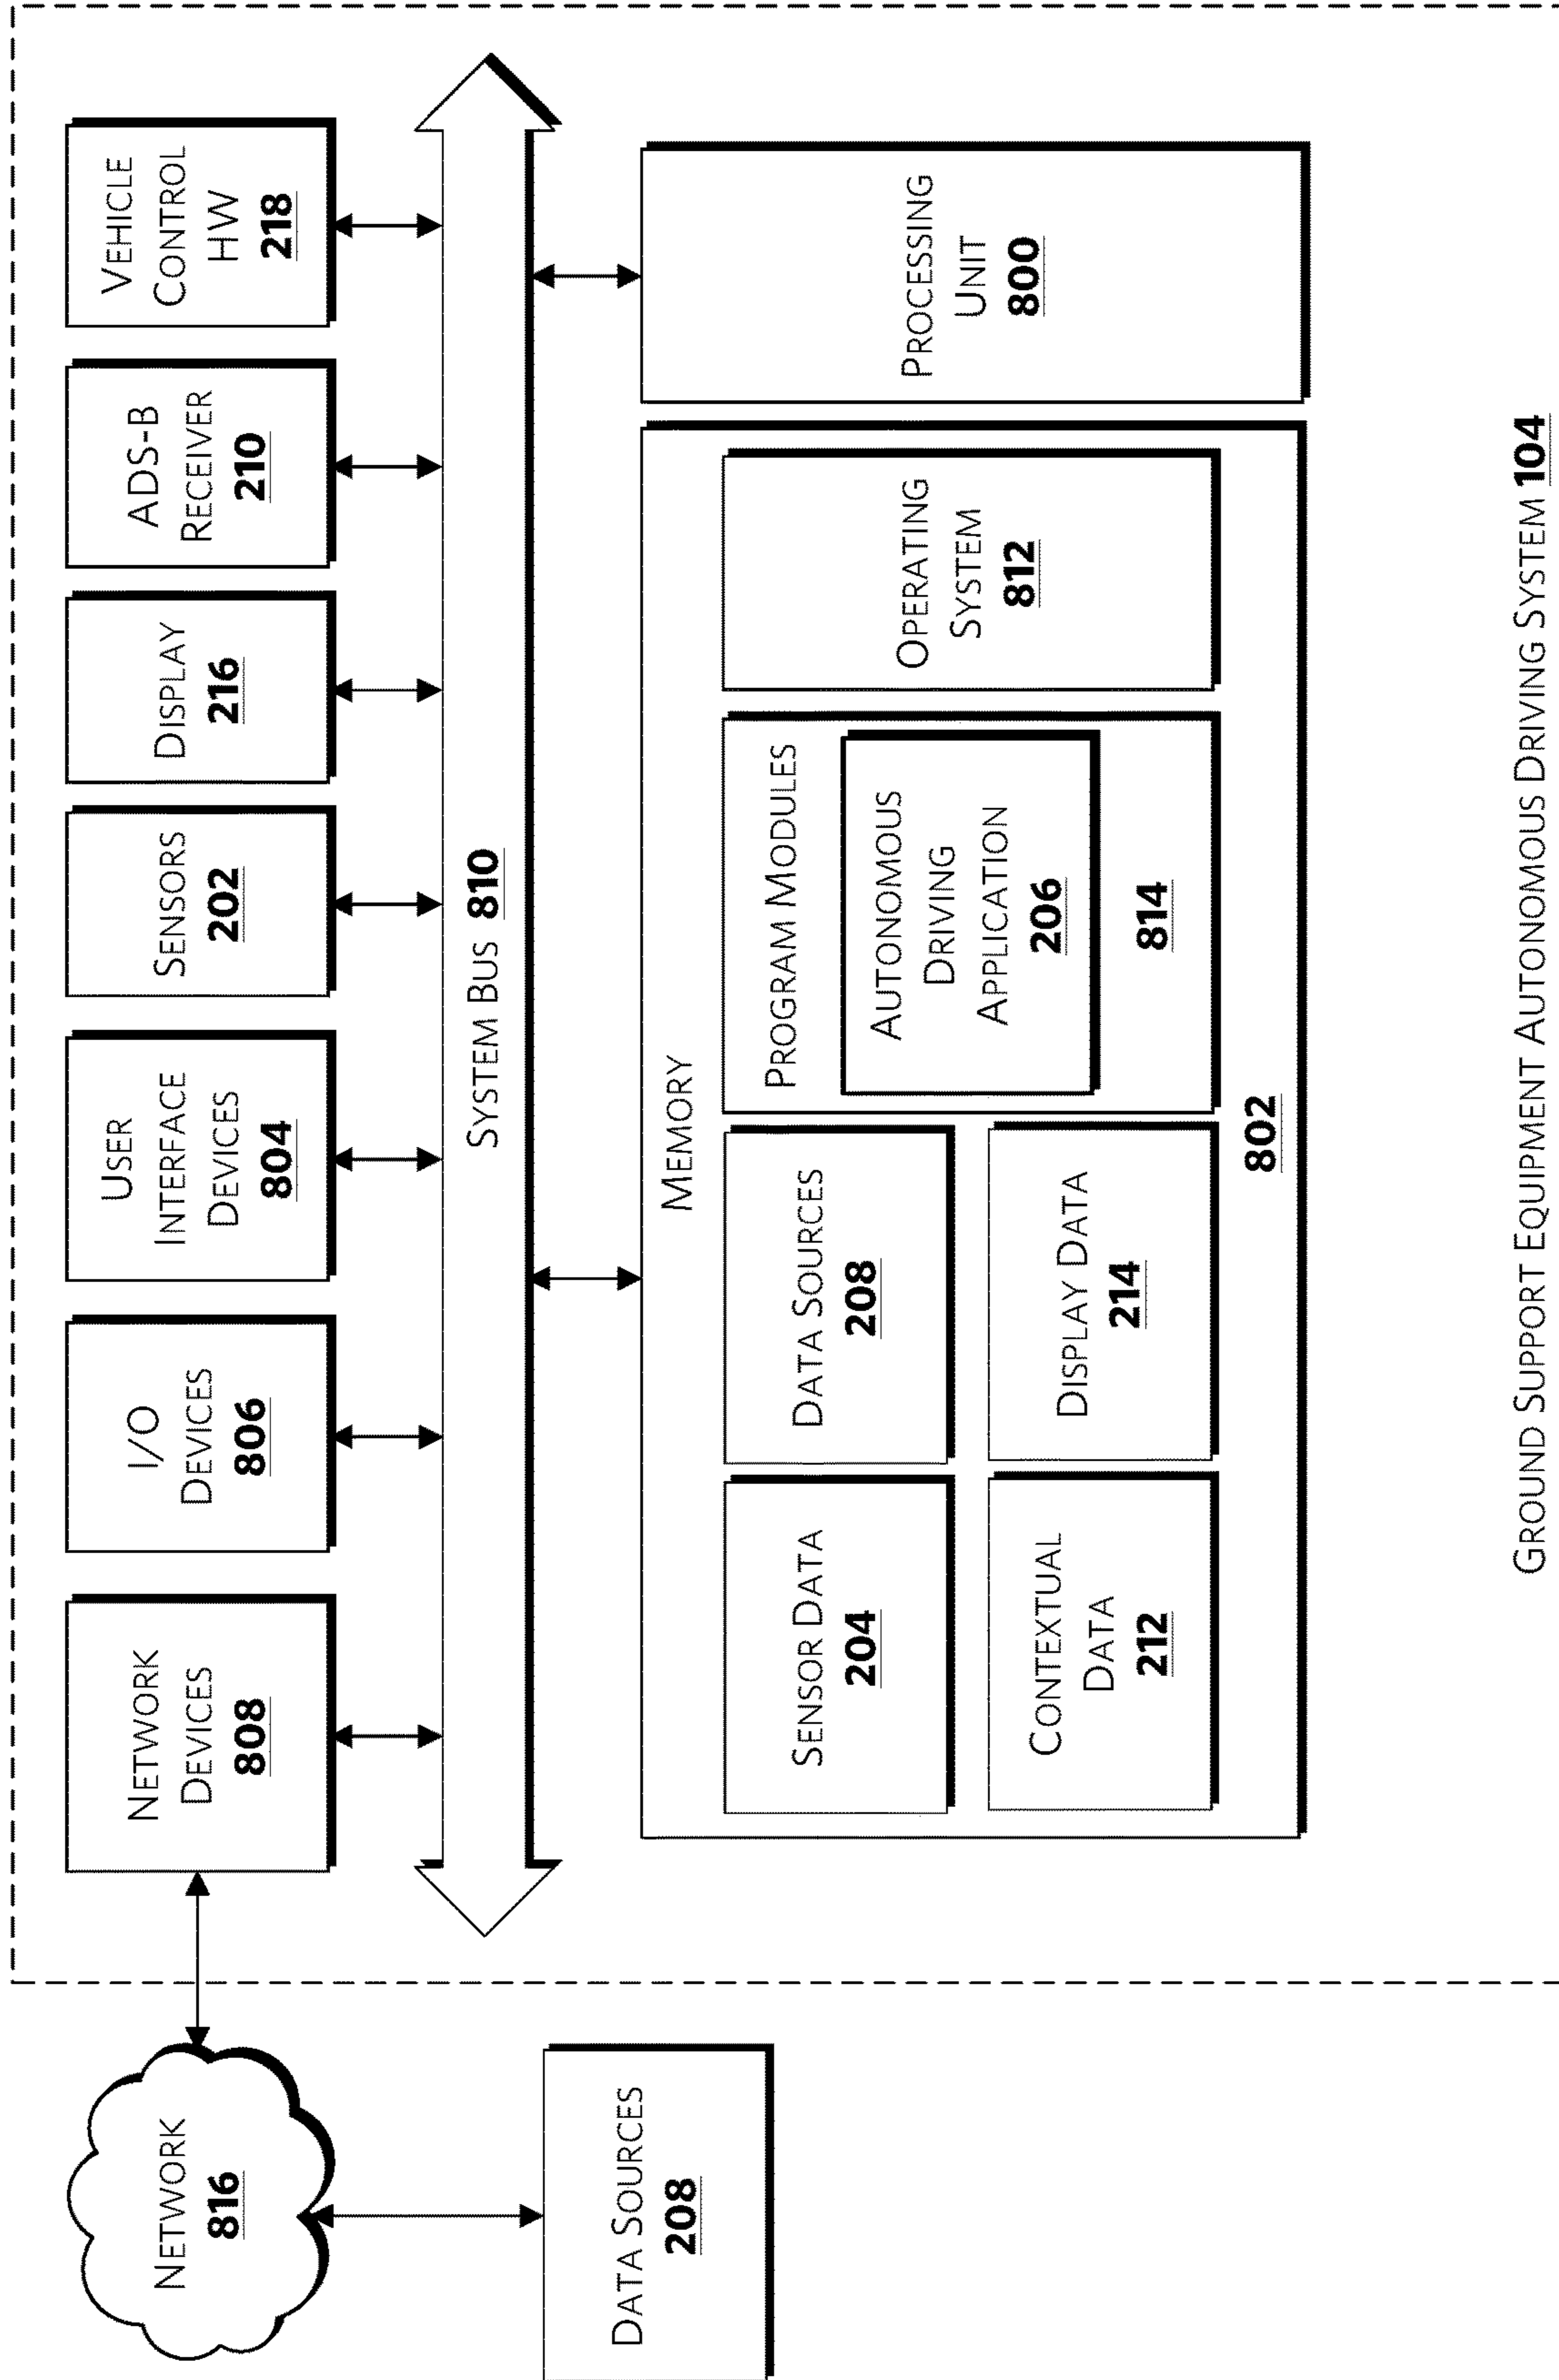 NETWORK
816
DATA SOURCES
208
NETWORK
DEVICES
808
I/O
DEVICES
806
USER
INTERFACE
DEVICES
804
SENSORS
202
DISPLAY
216
ADS-B
RECEIVER
210
VEHICLE
CONTROL
HW
218
SYSTEM BUS 810
MEMORY
SENSOR DATA
204
DATA SOURCES
208
CONTEXTUAL
DATA
212
DISPLAY DATA
214
PROGRAM MODULES
AUTONOMOUS
DRIVING
APPLICATION
206
814
OPERATING
SYSTEM
812
802
PROCESSING
UNIT
800
GROUND SUPPORT EQUIPMENT AUTONOMOUS DRIVING SYSTEM 104